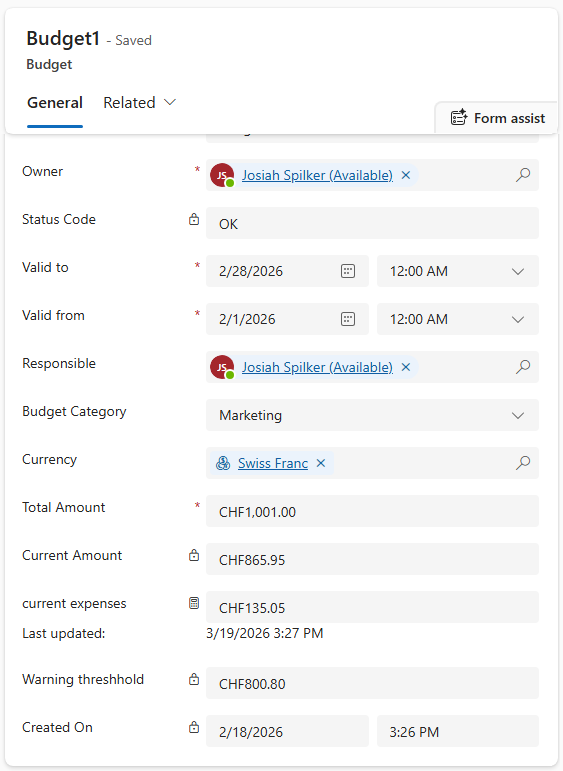 Budget1 - Saved
Budget
General Related
Form assist
Owner * JS Josiah Spilker (Available)
Status Code OK
Valid to * 2/28/2026 12:00 AM
Valid from * 2/1/2026 12:00 AM
Responsible JS Josiah Spilker (Available)
Budget Category Marketing
Currency Swiss Franc
Total Amount * CHF1,001.00
Current Amount CHF865.95
current expenses CHF135.05
Last updated: 3/19/2026 3:27 PM
Warning threshhold CHF800.80
Created On 2/18/2026 3:26 PM